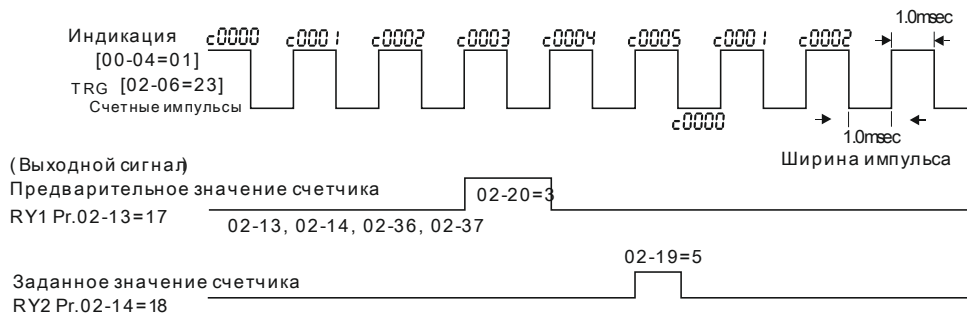 1.0msec
Индикация c0000 c0001 c0002 c0003 c0004 c0005 c0001 c0002
[00-04=01]
TRG [02-06=23]
Счетные импульсы
c0000
1.0msec
Ширина импульса
(Выходной сигнал)
Предварительное значение счетчика
02-20=3
RY1 Pr.02-13=17
02-13, 02-14, 02-36, 02-37
02-19=5
Заданное значение счетчика
RY2 Pr.02-14=18